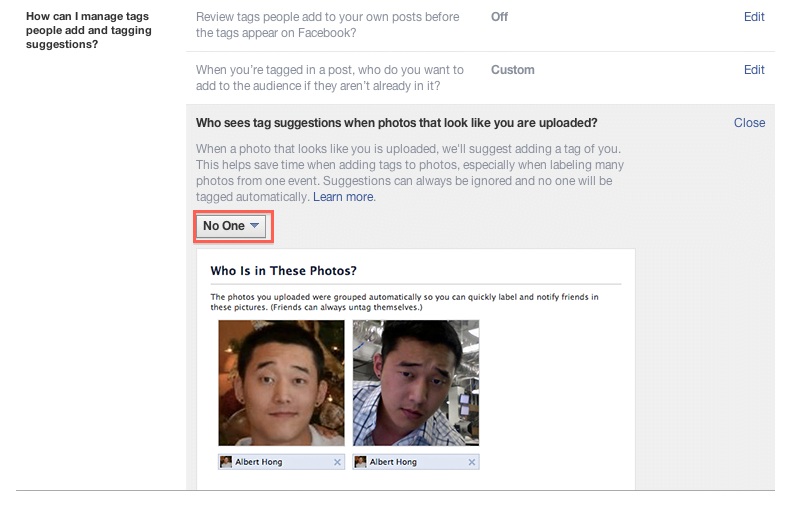 How can I manage tags
people add and tagging
suggestions?
Review tags people add to your own posts before
the tags appear on Facebook?
Off
Edit
When you're tagged in a post, who do you want to
add to the audience if they aren't already in it?
Custom
Edit
Who sees tag suggestions when photos that look like you are uploaded?
Close
When a photo that looks like you is uploaded, we'll suggest adding a tag of you.
This helps save time when adding tags to photos, especially when labeling many
photos from one event. Suggestions can always be ignored and no one will be
tagged automatically. Learn more.
No One
Who Is in These Photos?
The photos you uploaded were grouped automatically so you can quickly label and notify friends in
these pictures. (Friends can always untag themselves.)
Albert Hong
Albert Hong